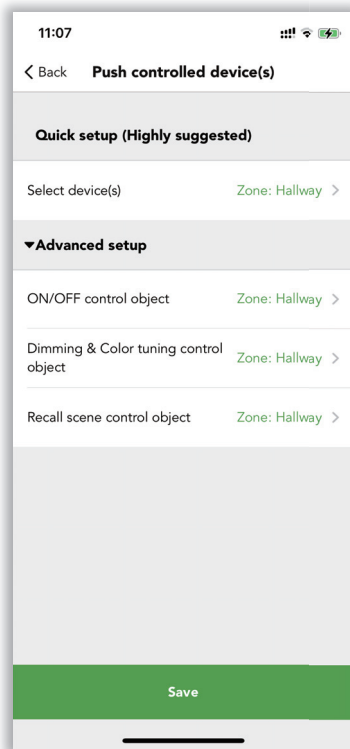 11:07
Back Push controlled device(s)
Quick setup (Highly suggested)
Select device(s) Zone: Hallway >
▼Advanced setup
ON/OFF control object Zone: Hallway >
Dimming & Color tuning control
object Zone: Hallway >
Recall scene control object Zone: Hallway >
Save